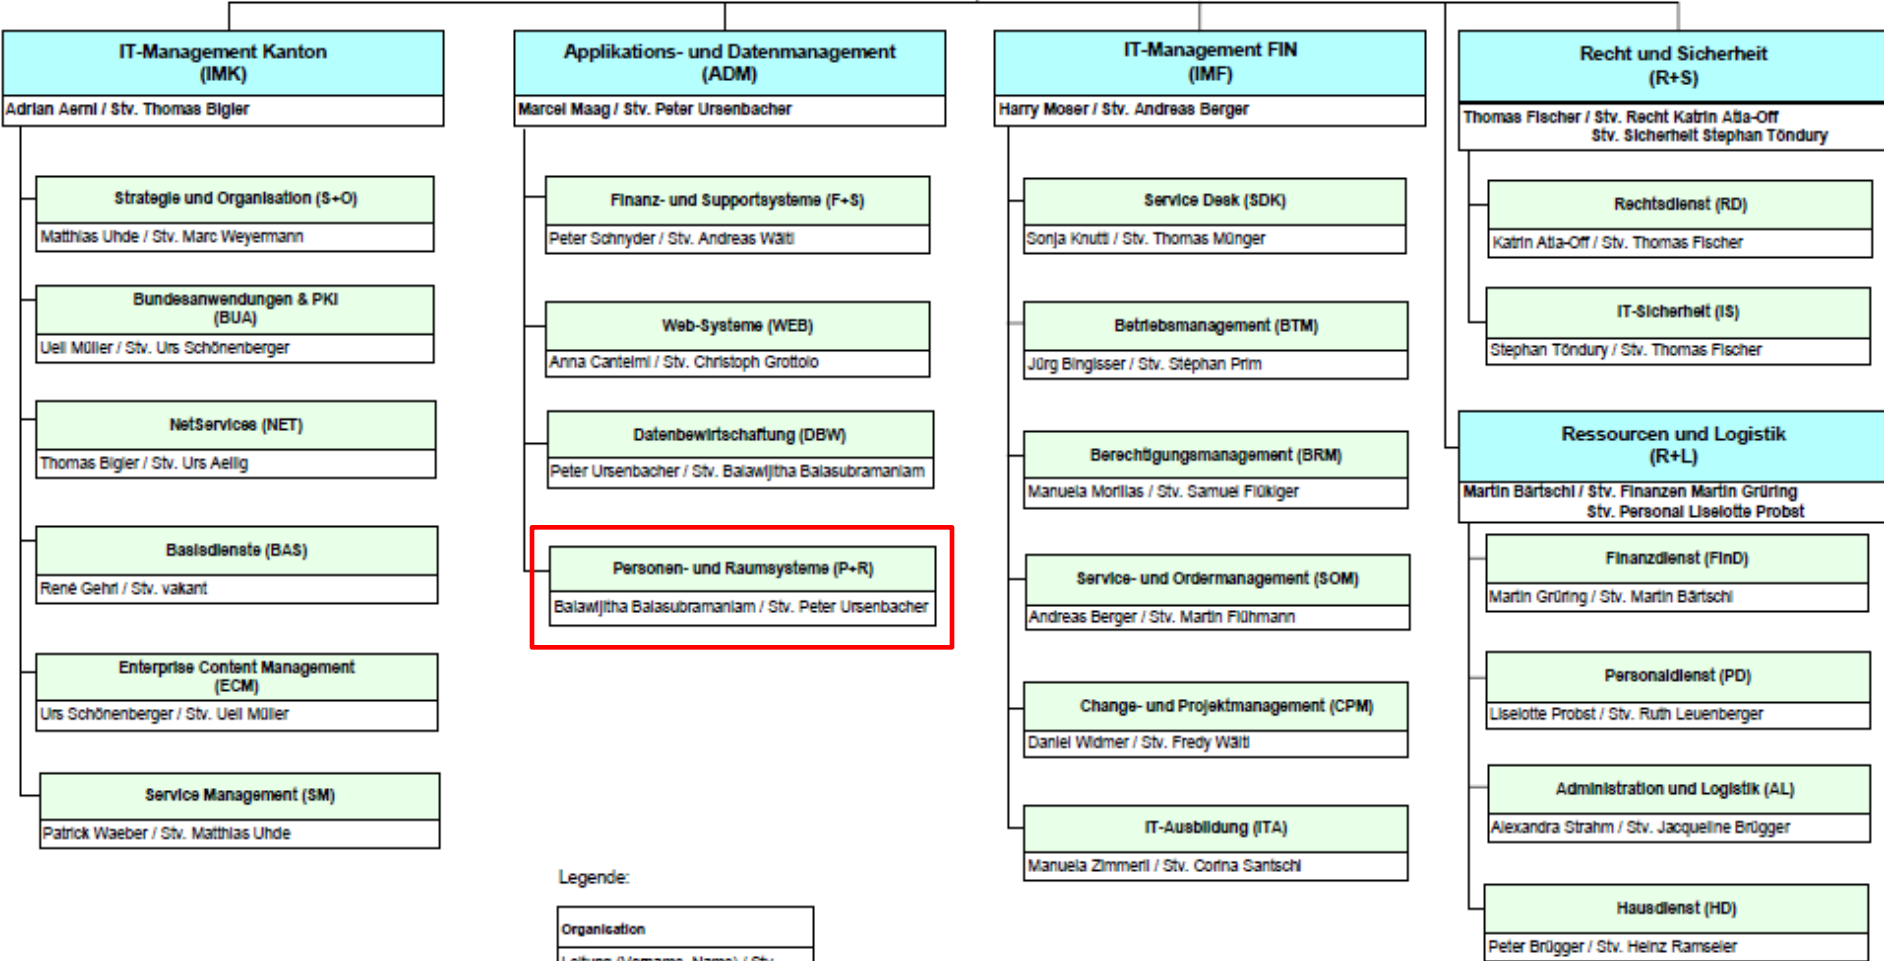 IT-Management Kanton
(IMK)
Adrian Aerni / Stv. Thomas Bigler
Strategie und Organisation (S+O)
Matthias Uhde / Stv. Marc Weyermann
Bundesanwendungen & PKI
(BUA)
Ueli Müller / Stv. Urs Schönenberger
NetServices (NET)
Thomas Bigler / Stv. Urs Aellig
Basisdienste (BAS)
René Gehri / Stv. vakant
Enterprise Content Management
(ECM)
Urs Schönenberger / Stv. Ueli Müller
Service Management (SM)
Patrick Waeber / Stv. Matthias Uhde
Applikations- und Datenmanagement
(ADM)
Marcel Maag / Stv. Peter Ursenbacher
Finanz- und Supportsysteme (F+S)
Peter Schnyder / Stv. Andreas Wälti
Web-Systeme (WEB)
Anna Cantelmi / Stv. Christoph Grottolo
Datenbewirtschaftung (DBW)
Peter Ursenbacher / Stv. Balawijitha Balasubramaniam
Personen- und Raumsysteme (P+R)
Balawijitha Balasubramaniam / Stv. Peter Ursenbacher
Legende:
Organisation
Leitung (Vorname, Name) / Stv.
IT-Management FIN
(IMF)
Harry Moser / Stv. Andreas Berger
Service Desk (SDK)
Sonja Knutti / Stv. Thomas Münger
Betriebsmanagement (BTM)
Jürg Bingisser / Stv. Stéphan Prim
Berechtigungsmanagement (BRM)
Manuela Morillas / Stv. Samuel Flükiger
Service- und Ordermanagement (SOM)
Andreas Berger / Stv. Martin Flühmann
Change- und Projektmanagement (CPM)
Daniel Widmer / Stv. Fredy Wälti
IT-Ausbildung (ITA)
Manuela Zimmerli / Stv. Corina Santschi
Recht und Sicherheit
(R+S)
Thomas Fischer / Stv. Recht Katrin Atia-Off
Stv. Sicherheit Stephan Töndury
Rechtsdienst (RD)
Katrin Atia-Off / Stv. Thomas Fischer
IT-Sicherheit (IS)
Stephan Töndury / Stv. Thomas Fischer
Ressourcen und Logistik
(R+L)
Martin Bärtschi / Stv. Finanzen Martin Grüring
Stv. Personal Liselotte Probst
Finanzdienst (FinD)
Martin Grüring / Stv. Martin Bärtschi
Personaldienst (PD)
Liselotte Probst / Stv. Ruth Leuenberger
Administration und Logistik (AL)
Alexandra Strahm / Stv. Jacqueline Brügger
Hausdienst (HD)
Peter Brügger / Stv. Heinz Ramseier